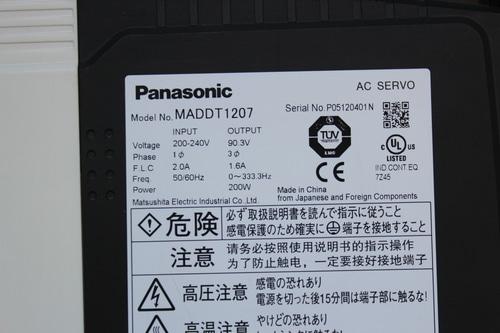 Panasonic
AC SERVO
Model No. MADDT1207
Serial No. P05120401N
INPUT OUTPUT
Voltage 200-240V 90.3V
Phase 1ϕ 3ϕ
F.L.C 2.0A 1.6A
Freq. 50/60Hz 0~333.3Hz
Power 200W
TÜV
CE
c UL US
LISTED
IND.CONT.EQ
7Z45
Matsushita Electric Industrial Co.,Ltd.
Made in China
from Japanese and Foreign Components
危険
必ず取扱説明書を読んで指示に従うこと
感電保護のため確実に⏚端子を接地すること
注意
请务必按照使用说明书的指示操作
为了防止触电,一定要接好接地端子
高圧注意
感電の恐れあり
電源を切った後15分間は端子部に触るな!
高温注意
やけどの恐れあり